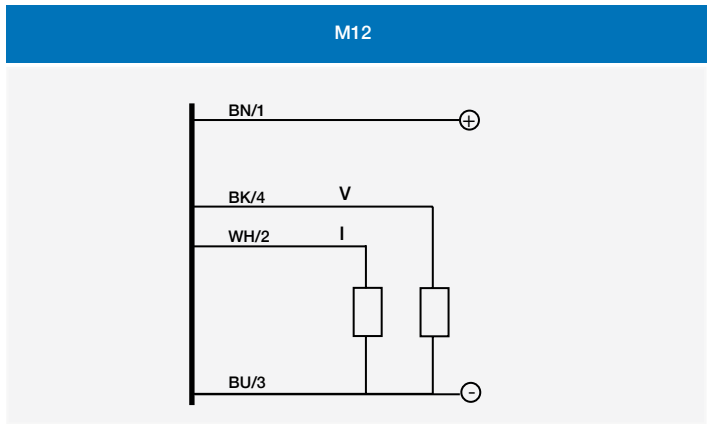 M12
BN/1
+
BK/4 V
WH/2 I
BU/3
-